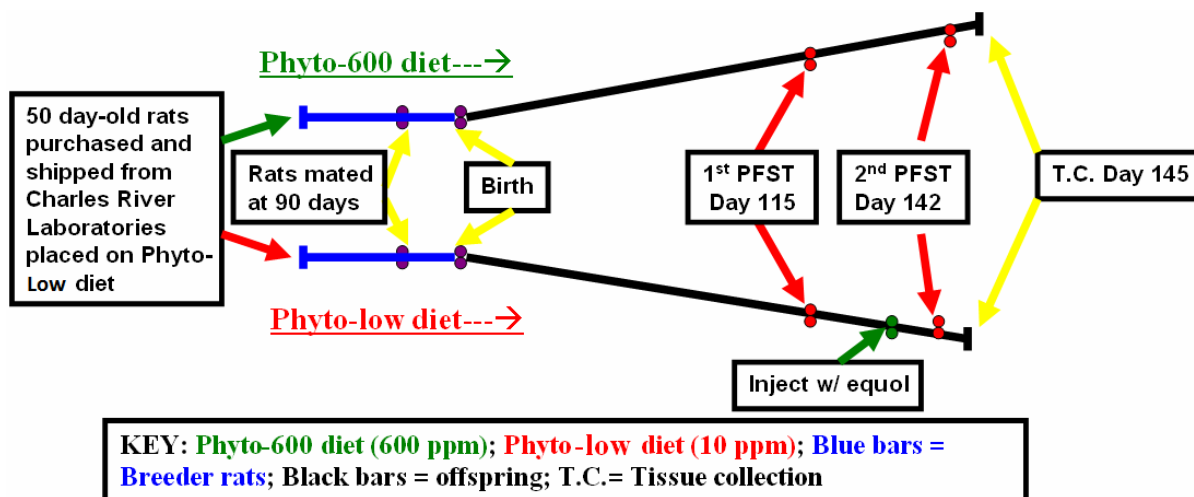 Phyto-600 diet---→
50 day-old rats
purchased and
shipped from
Charles River
Laboratories
placed on Phyto-
Low diet
Rats mated
at 90 days
Birth
1st PFST
Day 115
2nd PFST
Day 142
T.C. Day 145
Phyto-low diet---→
Inject w/ equol
KEY: Phyto-600 diet (600 ppm); Phyto-low diet (10 ppm); Blue bars =
Breeder rats; Black bars = offspring; T.C.= Tissue collection